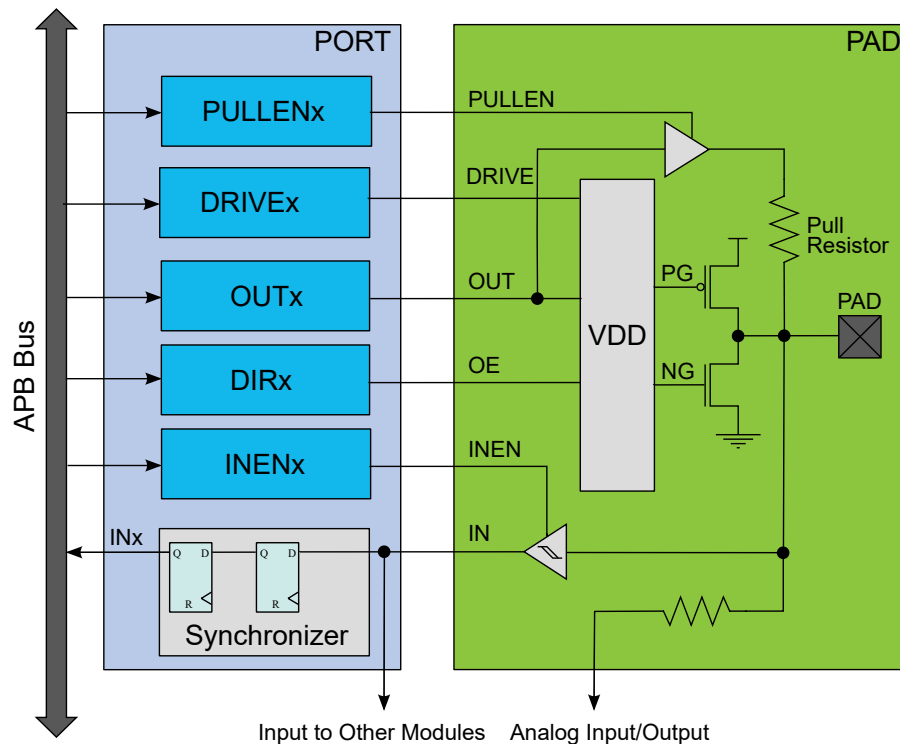 PORT
PAD
APB Bus
PULLENx
PULLEN
DRIVEx
DRIVE
Pull
Resistor
OUTx
OUT
PG
PAD
VDD
DIRx
OE
NG
INENx
INEN
INx
IN
Q D
Q D
R
R
Synchronizer
Input to Other Modules
Analog Input/Output